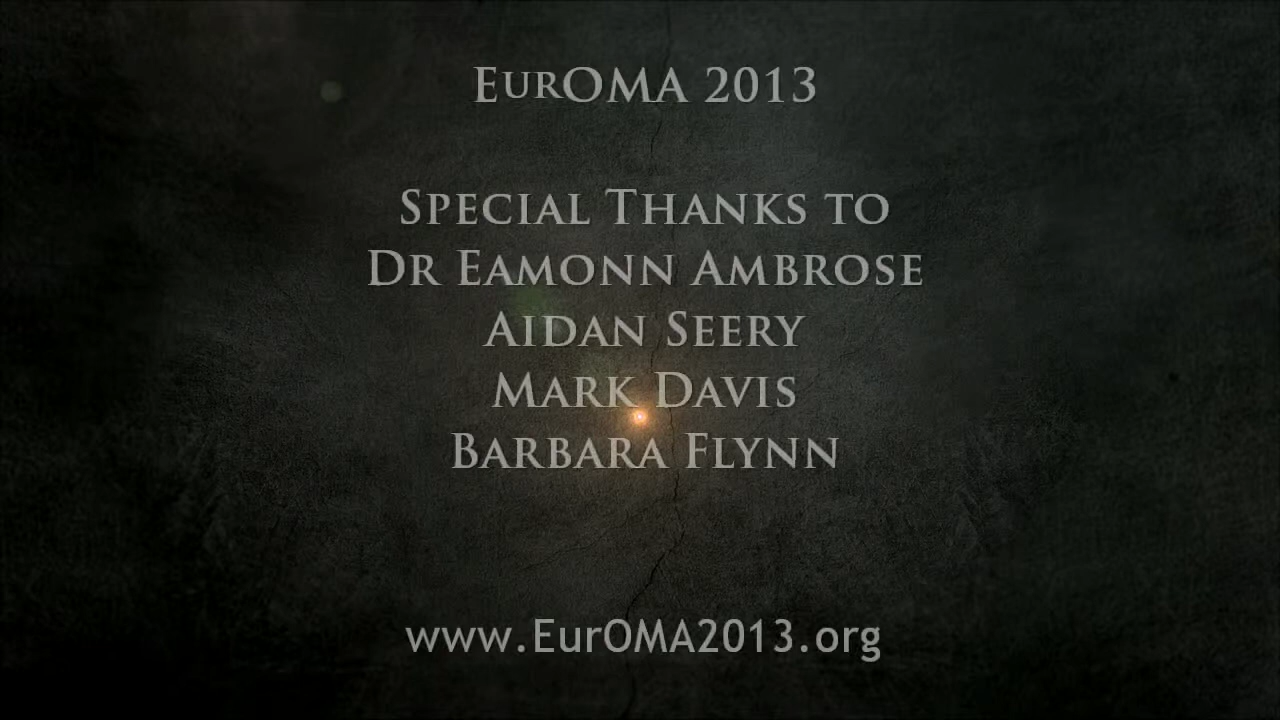 EurOMA 2013
Special Thanks to
Dr Eamonn Ambrose
Aidan Seery
Mark Davis
Barbara Flynn
www.EurOMA2013.org